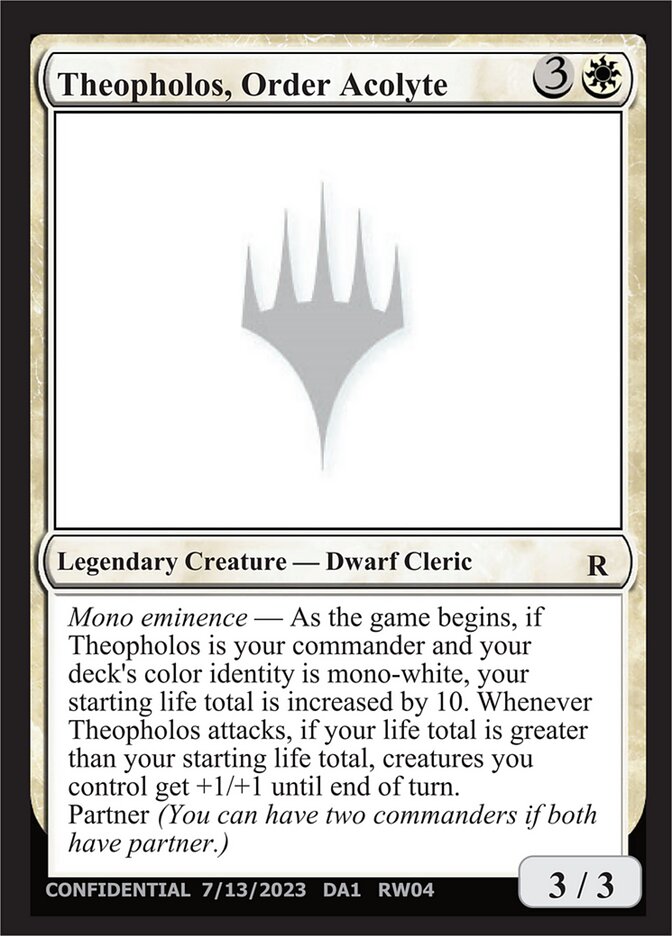 Theopholos, Order Acolyte 3
Legendary Creature — Dwarf Cleric R
Mono eminence — As the game begins, if
Theopholos is your commander and your
deck's color identity is mono-white, your
starting life total is increased by 10. Whenever
Theopholos attacks, if your life total is greater
than your starting life total, creatures you
control get +1/+1 until end of turn.
Partner (You can have two commanders if both
have partner.)
CONFIDENTIAL 7/13/2023 DA1 RW04
3 / 3